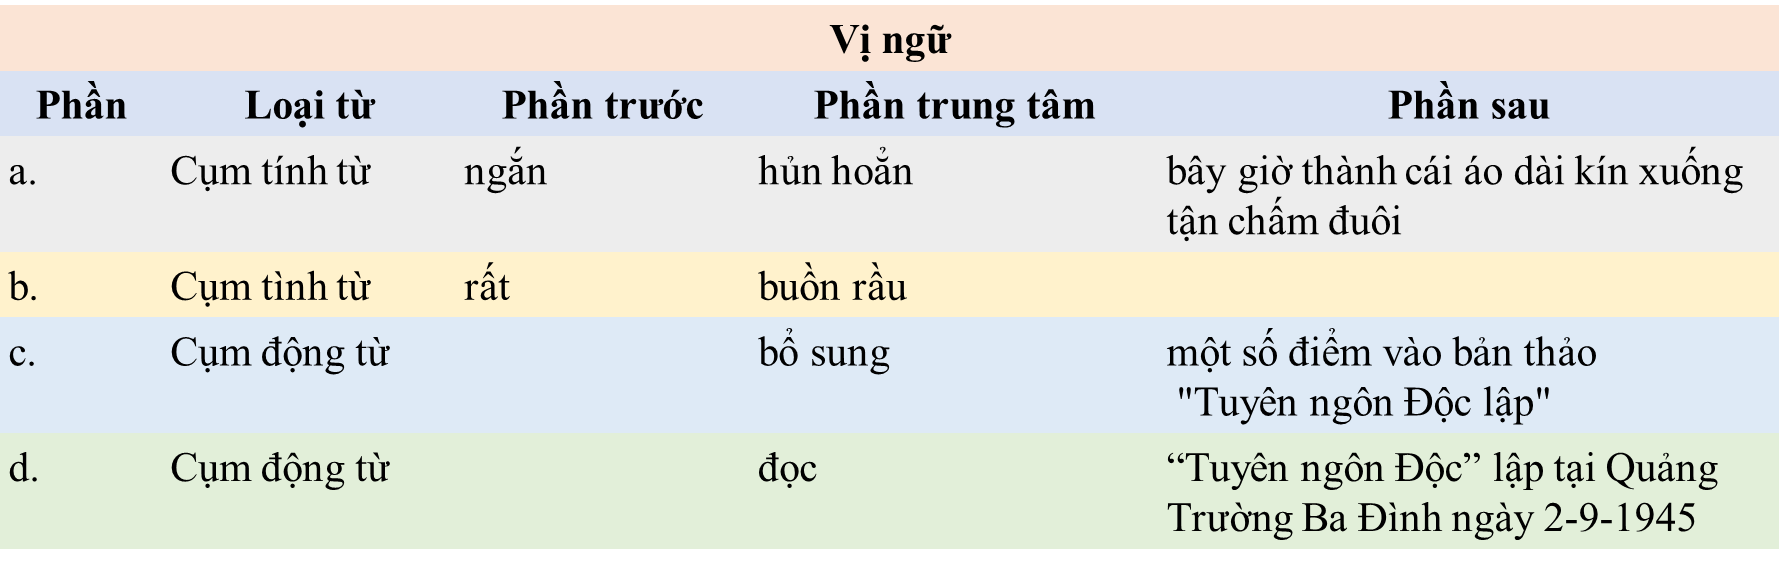 Vị ngữ
Phần Loại từ Phần trước Phần trung tâm Phần sau
a. Cụm tính từ ngắn hủn hoẳn bây giờ thành cái áo dài kín xuống
tận chấm đuôi
b. Cụm tình từ rất buồn rầu
c. Cụm động từ bổ sung một số điểm vào bản thảo
"Tuyên ngôn Độc lập"
d. Cụm động từ đọc “Tuyên ngôn Độc” lập tại Quảng
Trường Ba Đình ngày 2-9-1945